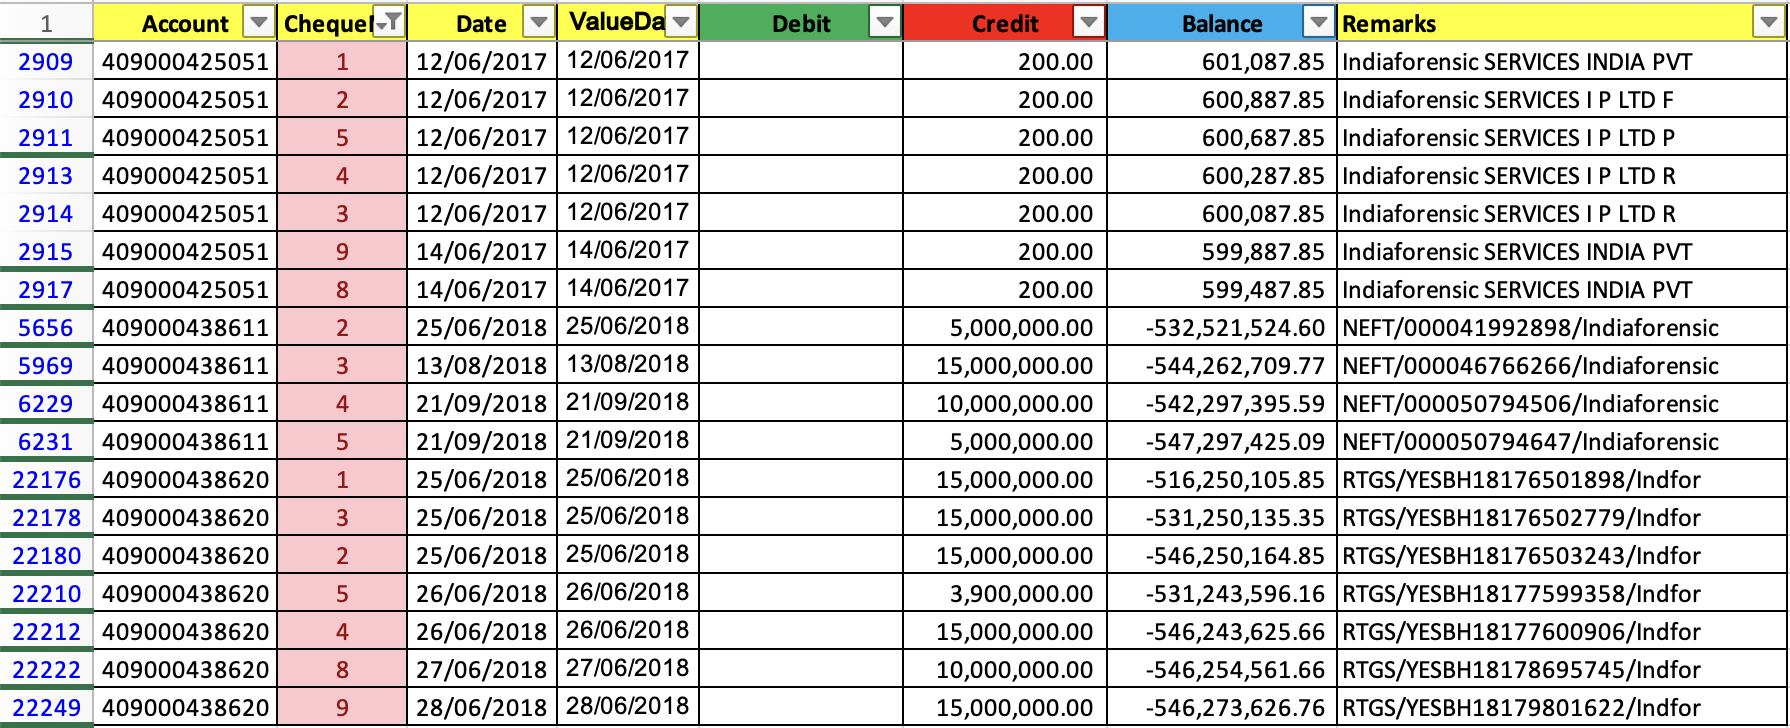 1 Account Cheque Date ValueDa Debit Credit Balance Remarks
2909 409000425051 1 12/06/2017 12/06/2017 200.00 601,087.85 Indiaforensic SERVICES INDIA PVT
2910 409000425051 2 12/06/2017 12/06/2017 200.00 600,887.85 Indiaforensic SERVICES I P LTD F
2911 409000425051 5 12/06/2017 12/06/2017 200.00 600,687.85 Indiaforensic SERVICES I P LTD P
2913 409000425051 4 12/06/2017 12/06/2017 200.00 600,287.85 Indiaforensic SERVICES I P LTD R
2914 409000425051 3 12/06/2017 12/06/2017 200.00 600,087.85 Indiaforensic SERVICES I P LTD R
2915 409000425051 9 14/06/2017 14/06/2017 200.00 599,887.85 Indiaforensic SERVICES INDIA PVT
2917 409000425051 8 14/06/2017 14/06/2017 200.00 599,487.85 Indiaforensic SERVICES INDIA PVT
5656 409000438611 2 25/06/2018 25/06/2018 5,000,000.00 -532,521,524.60 NEFT/000041992898/Indiaforensic
5969 409000438611 3 13/08/2018 13/08/2018 15,000,000.00 -544,262,709.77 NEFT/000046766266/Indiaforensic
6229 409000438611 4 21/09/2018 21/09/2018 10,000,000.00 -542,297,395.59 NEFT/000050794506/Indiaforensic
6231 409000438611 5 21/09/2018 21/09/2018 5,000,000.00 -547,297,425.09 NEFT/000050794647/Indiaforensic
22176 409000438620 1 25/06/2018 25/06/2018 15,000,000.00 -516,250,105.85 RTGS/YESBH18176501898/Indfor
22178 409000438620 3 25/06/2018 25/06/2018 15,000,000.00 -531,250,135.35 RTGS/YESBH18176502779/Indfor
22180 409000438620 2 25/06/2018 25/06/2018 15,000,000.00 -546,250,164.85 RTGS/YESBH18176503243/Indfor
22210 409000438620 5 26/06/2018 26/06/2018 3,900,000.00 -531,243,596.16 RTGS/YESBH18177599358/Indfor
22212 409000438620 4 26/06/2018 26/06/2018 15,000,000.00 -546,243,625.66 RTGS/YESBH18177600906/Indfor
22222 409000438620 8 27/06/2018 27/06/2018 10,000,000.00 -546,254,561.66 RTGS/YESBH18178695745/Indfor
22249 409000438620 9 28/06/2018 28/06/2018 15,000,000.00 -546,273,626.76 RTGS/YESBH18179801622/Indfor